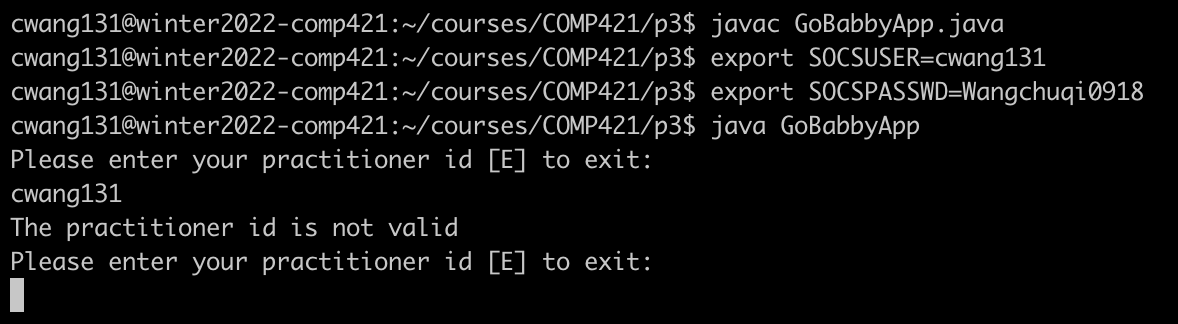 cwang131@winter2022-comp421:~/courses/COMP421/p3$ javac GoBabbyApp.java
cwang131@winter2022-comp421:~/courses/COMP421/p3$ export SOCSUSER=cwang131
cwang131@winter2022-comp421:~/courses/COMP421/p3$ export SOCSPASSWD=Wangchuqi0918
cwang131@winter2022-comp421:~/courses/COMP421/p3$ java GoBabbyApp
Please enter your practitioner id [E] to exit:
cwang131
The practitioner id is not valid
Please enter your practitioner id [E] to exit: